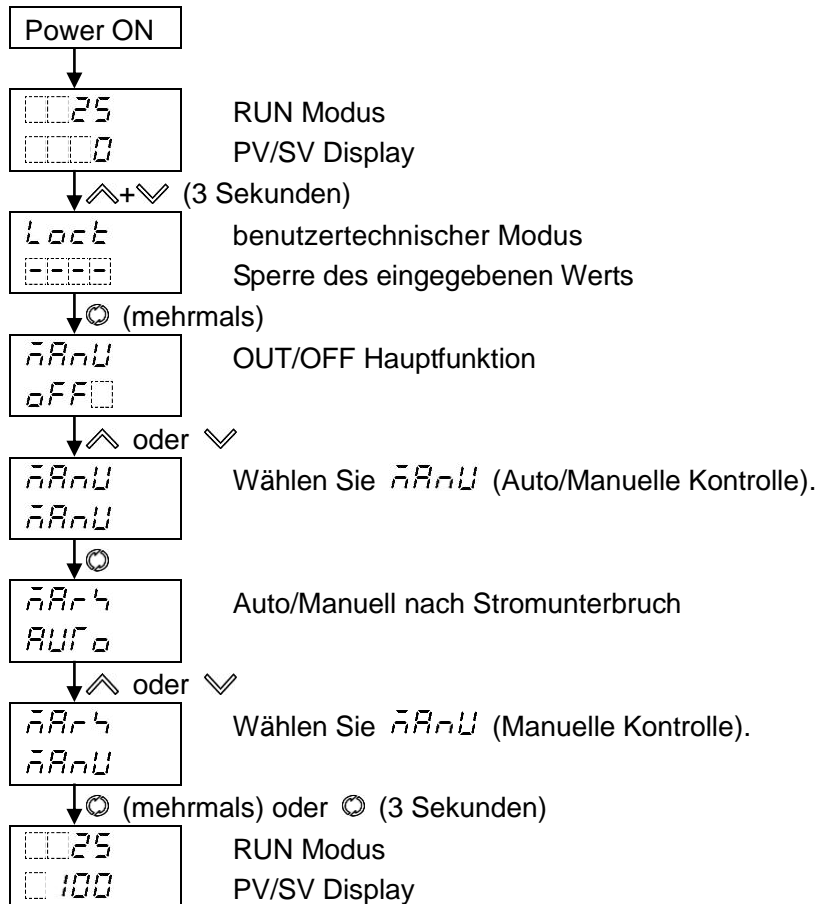 Power ON
25 RUN Modus
0 PV/SV Display
+ (3 Sekunden)
Lock benutzertechnischer Modus
---- Sperre des eingegebenen Werts
(mehrmals)
MANU OUT/OFF Hauptfunktion
oFF
oder
MANU Wählen Sie MANU (Auto/Manuelle Kontrolle).
MANU
MARK Auto/Manuell nach Stromunterbruch
AUTo
oder
MARK Wählen Sie MANU (Manuelle Kontrolle).
MANU
(mehrmals) oder (3 Sekunden)
25 RUN Modus
100 PV/SV Display